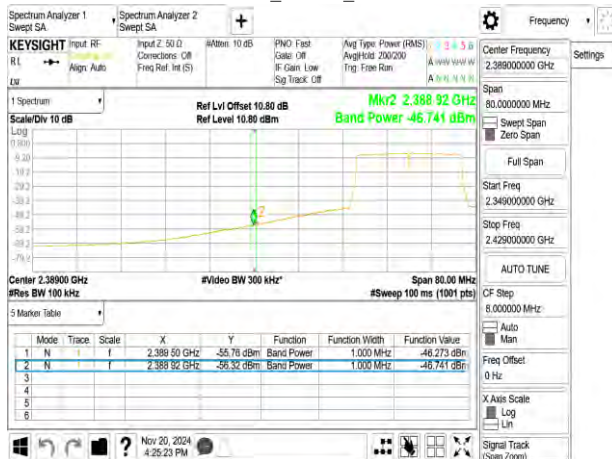 Spectrum Analyzer 1
Swept SA
Spectrum Analyzer 2
Swept SA
+
Frequency
KEYSIGHT
Input: RF
Align: Auto
Input Z: 50 Ω
Corrections: Off
Freq Ref: Int (S)
#Atten: 10 dB
PNO: Fast
Gate: Off
IF Gain: Low
Sig Track: Off
Avg Type: Power (RMS)
Avg|Hold: 200/200
Trig: Free Run
1 Spectrum
Scale/Div 10 dB
Ref Lvl Offset 10.80 dB
Ref Level 10.80 dBm
Mkr2 2.388 92 GHz
Band Power -46.741 dBm
Log
2
Center 2.38900 GHz
#Res BW 100 kHz
#Video BW 300 kHz*
Span 80.00 MHz
#Sweep 100 ms (1001 pts)
5 Marker Table
Mode Trace Scale X Y Function Function Width Function Value
1 N 1 f 2.389 50 GHz -55.76 dBm Band Power 1.000 MHz -46.273 dBm
2 N 1 f 2.388 92 GHz -56.32 dBm Band Power 1.000 MHz -46.741 dBm
3
4
5
6
?
Nov 20, 2024
4:25:23 PM
Center Frequency
2.389000000 GHz
Settings
Span
80.0000000 MHz
Swept Span
Zero Span
Full Span
Start Freq
2.349000000 GHz
Stop Freq
2.429000000 GHz
AUTO TUNE
CF Step
8.000000 MHz
Auto
Man
Freq Offset
0 Hz
X Axis Scale
Log
Lin
Signal Track
(Span Zoom)